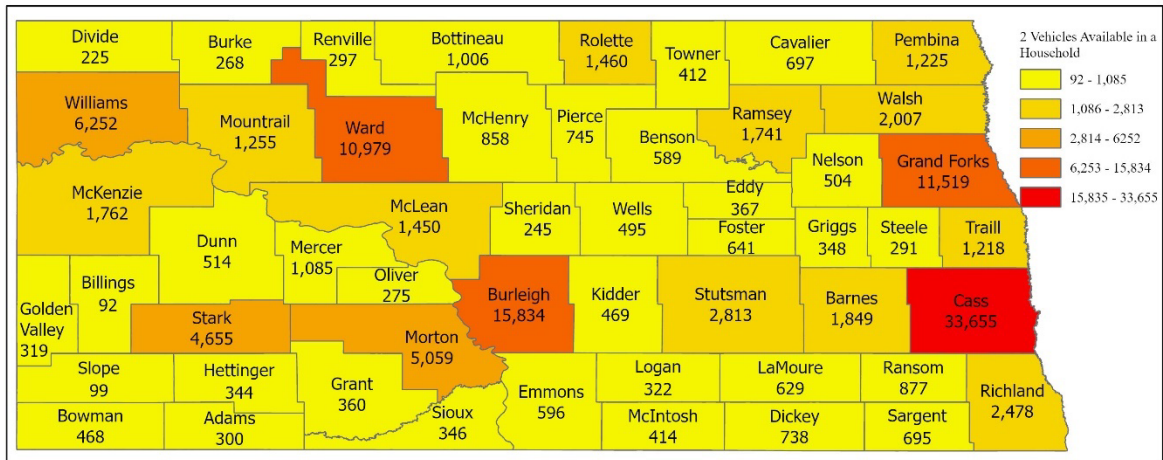 Divide
225
Burke
268
Renville
297
Bottineau
1,006
Rolette
1,460
Towner
412
Cavalier
697
Pembina
1,225
Williams
6,252
Mountrail
1,255
Ward
10,979
McHenry
858
Pierce
745
Benson
589
Ramsey
1,741
Walsh
2,007
Nelson
504
Grand Forks
11,519
McKenzie
1,762
McLean
1,450
Sheridan
245
Wells
495
Eddy
367
Foster
641
Griggs
348
Steele
291
Traill
1,218
Dunn
514
Mercer
1,085
Oliver
275
Billings
92
Golden
Valley
319
Stark
4,655
Morton
5,059
Burleigh
15,834
Kidder
469
Stutsman
2,813
Barnes
1,849
Cass
33,655
Slope
99
Hettinger
344
Grant
360
Sioux
346
Emmons
596
Logan
322
LaMoure
629
Ransom
877
Richland
2,478
Bowman
468
Adams
300
McIntosh
414
Dickey
738
Sargent
695
2 Vehicles Available in a
Household
92 - 1,085
1,086 - 2,813
2,814 - 6252
6,253 - 15,834
15,835 - 33,655